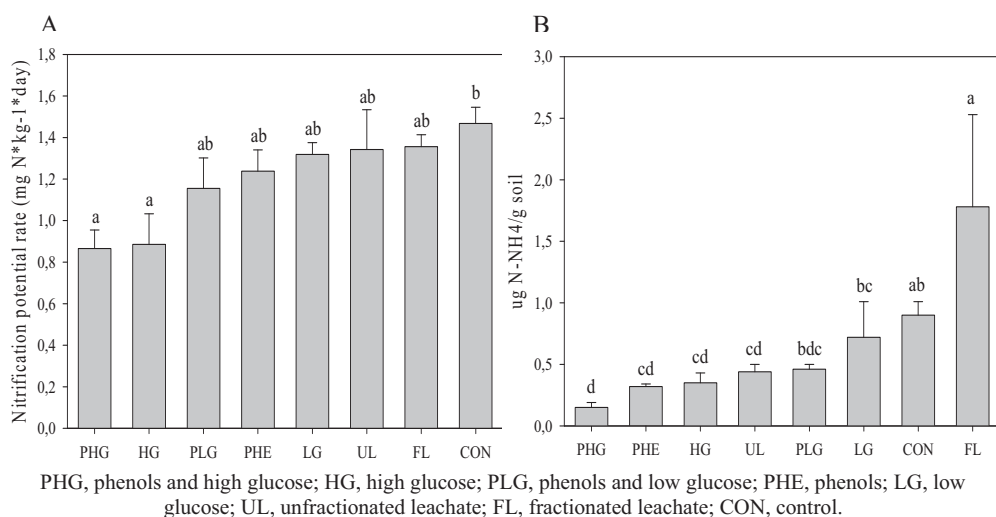 A
Nitrification potential rate (mg N*kg-1*day)
1,8
1,6
1,4
1,2
1,0
0,8
0,6
0,4
0,2
0,0
a a ab ab ab ab ab b
PHG HG PLG PHE LG UL FL CON
B
ug N-NH4/g soil
3,0
2,5
2,0
1,5
1,0
0,5
0,0
d cd cd cd bdc bc ab a
PHG PHE HG UL PLG LG CON FL
PHG, phenols and high glucose; HG, high glucose; PLG, phenols and low glucose; PHE, phenols; LG, low
glucose; UL, unfractionated leachate; FL, fractionated leachate; CON, control.